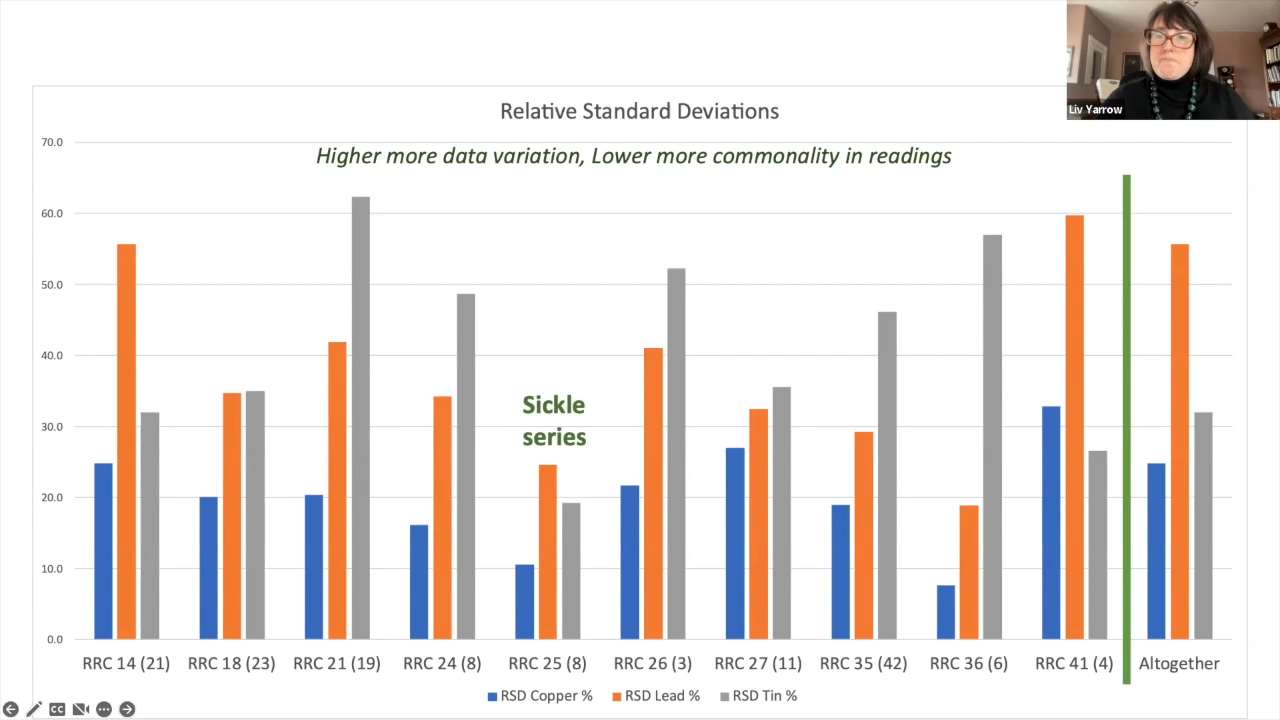 Liv Yarrow
Relative Standard Deviations
Higher more data variation, Lower more commonality in readings
70.0
60.0
50.0
40.0
30.0
20.0
10.0
0.0
Sickle
series
RRC 14 (21) RRC 18 (23) RRC 21 (19) RRC 24 (8) RRC 25 (8) RRC 26 (3) RRC 27 (11) RRC 35 (42) RRC 36 (6) RRC 41 (4) Altogether
RSD Copper % RSD Lead % RSD Tin %
CC